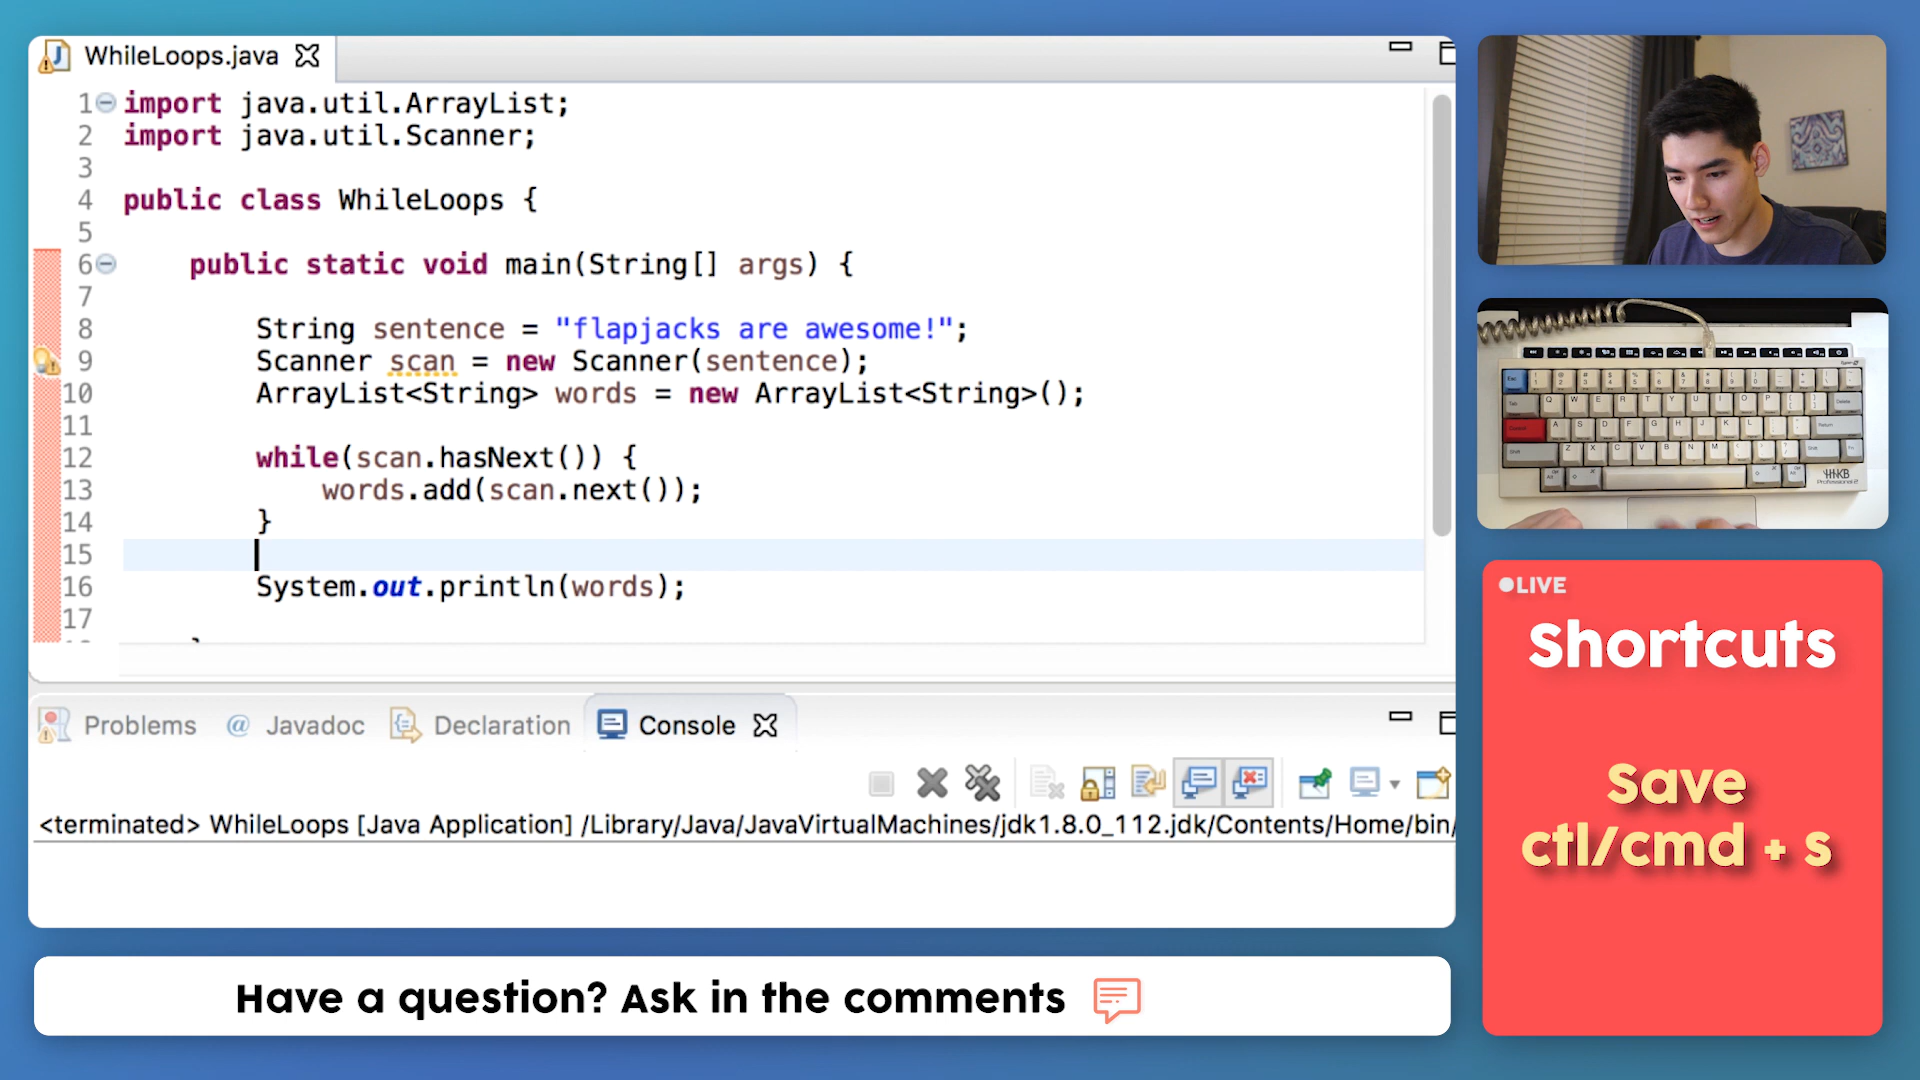 WhileLoops.java
1 import java.util.ArrayList;
2 import java.util.Scanner;
3
4 public class WhileLoops {
5
6 public static void main(String[] args) {
7
8 String sentence = "flapjacks are awesome!";
9 Scanner scan = new Scanner(sentence);
10 ArrayList<String> words = new ArrayList<String>();
11
12 while(scan.hasNext()) {
13 words.add(scan.next());
14 }
15
16 System.out.println(words);
17
Problems @ Javadoc Declaration Console
<terminated> WhileLoops [Java Application] /Library/Java/JavaVirtualMachines/jdk1.8.0_112.jdk/Contents/Home/bin/
Have a question? Ask in the comments
HHKB
Professional
LIVE
Shortcuts
Save
ctl/cmd + s